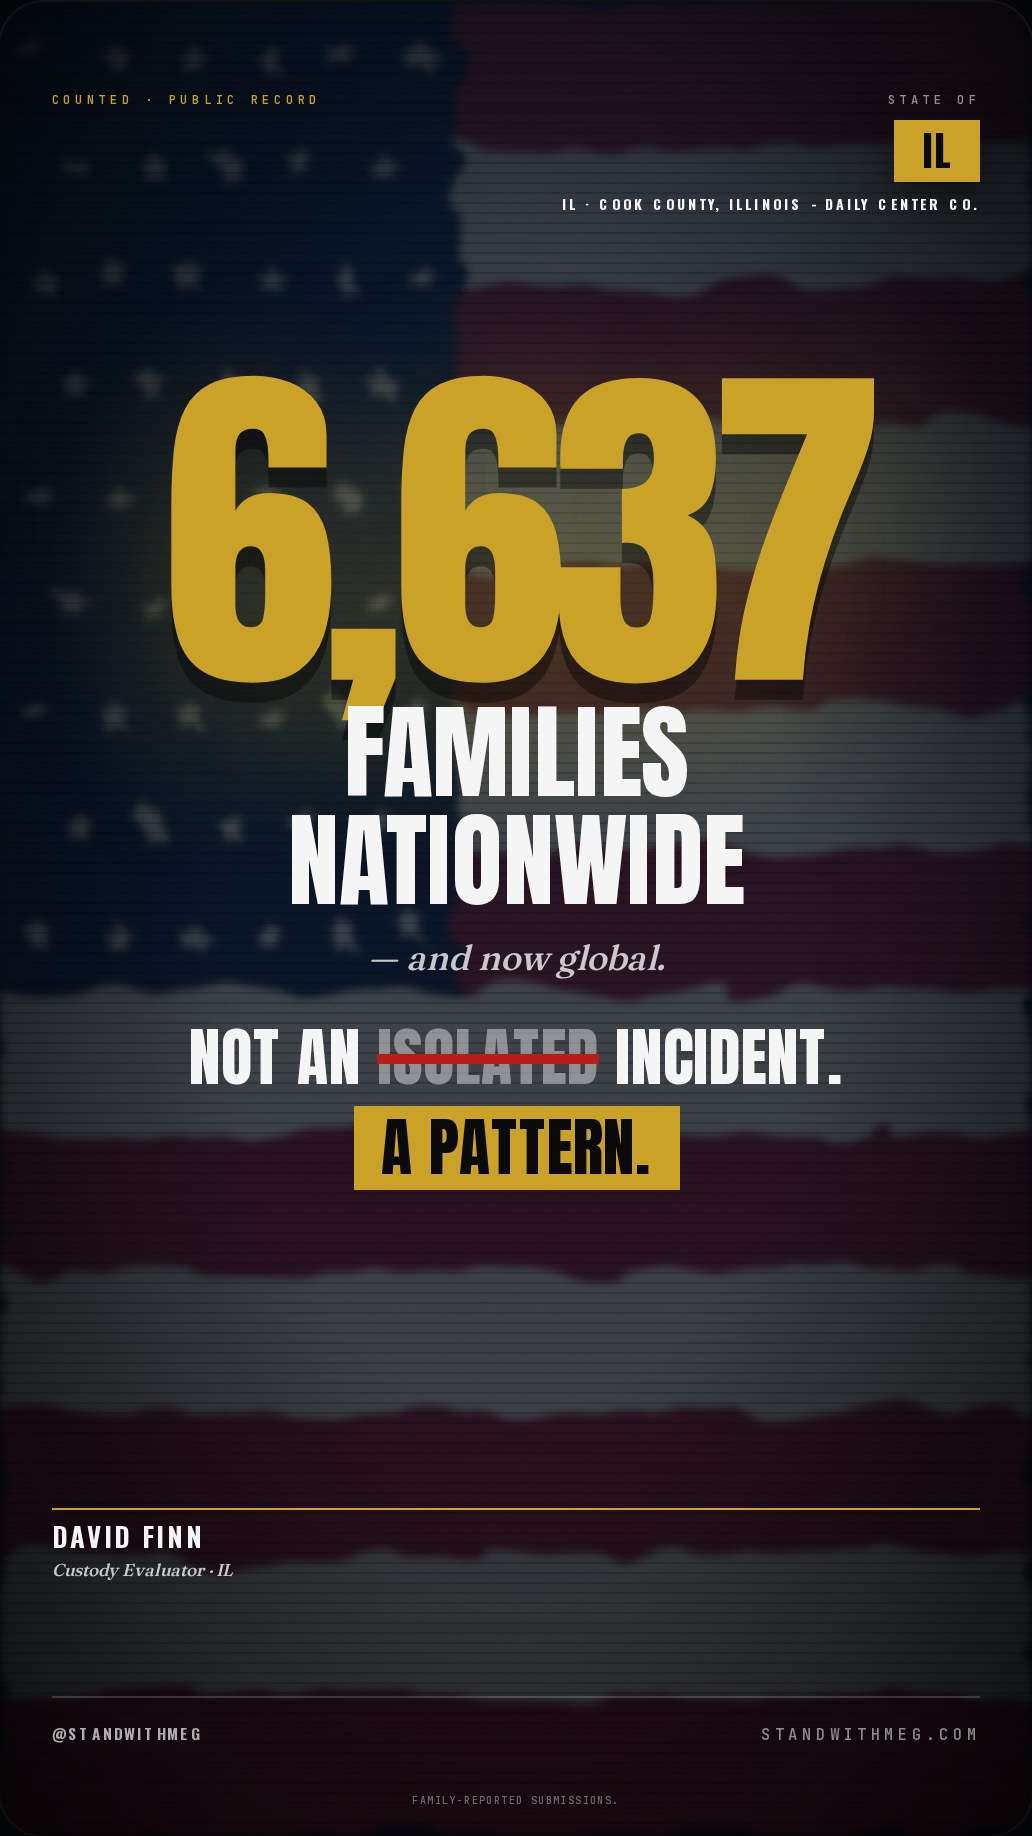 COUNTED · PUBLIC RECORD
STATE OF
IL
IL · COOK COUNTY, ILLINOIS - DAILY CENTER CO.
6,637
FAMILIES
NATIONWIDE
— and now global.
NOT AN ISOLATED INCIDENT.
A PATTERN.
DAVID FINN
Custody Evaluator · IL
@STANDWITHMEG
STANDWITHMEG.COM
FAMILY-REPORTED SUBMISSIONS.